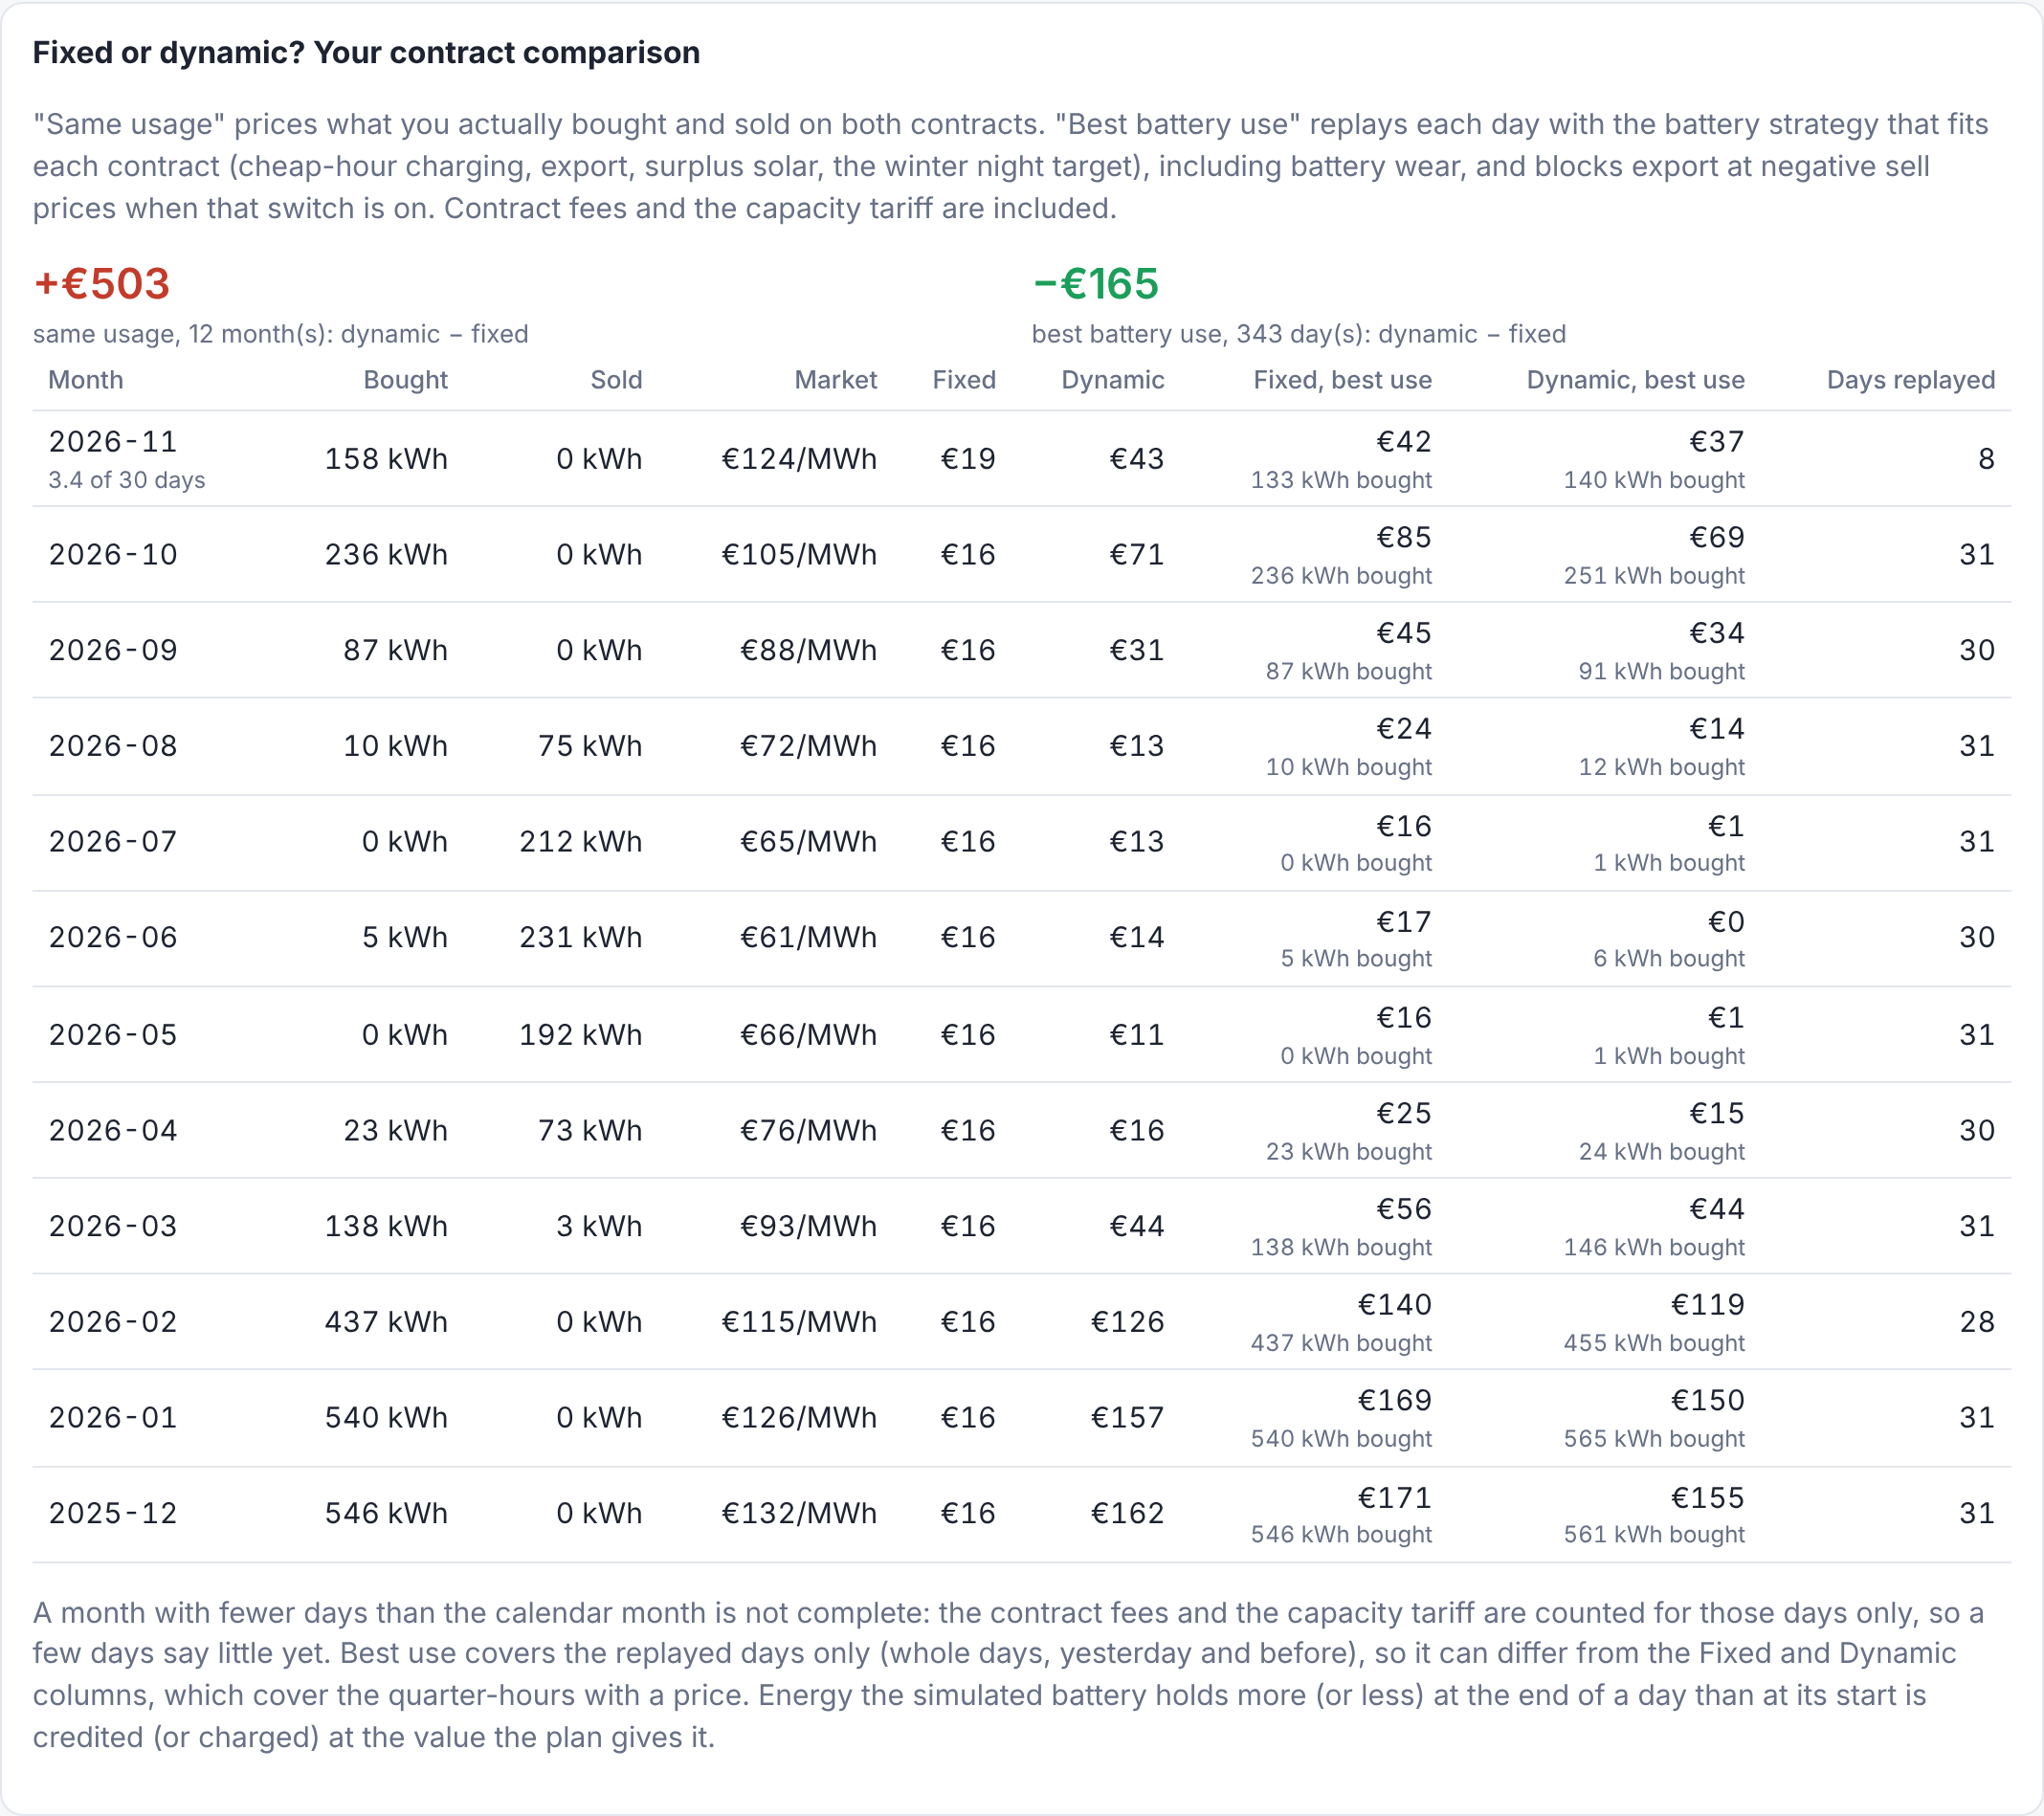 Fixed or dynamic? Your contract comparison
"Same usage" prices what you actually bought and sold on both contracts. "Best battery use" replays each day with the battery strategy that fits
each contract (cheap-hour charging, export, surplus solar, the winter night target), including battery wear, and blocks export at negative sell
prices when that switch is on. Contract fees and the capacity tariff are included.
+€503 −€165
same usage, 12 month(s): dynamic − fixed best battery use, 343 day(s): dynamic − fixed
Month Bought Sold Market Fixed Dynamic Fixed, best use Dynamic, best use Days replayed
2026-11 158 kWh 0 kWh €124/MWh €19 €43 €42 €37 8
3.4 of 30 days 133 kWh bought 140 kWh bought
2026-10 236 kWh 0 kWh €105/MWh €16 €71 €85 €69 31
236 kWh bought 251 kWh bought
2026-09 87 kWh 0 kWh €88/MWh €16 €31 €45 €34 30
87 kWh bought 91 kWh bought
2026-08 10 kWh 75 kWh €72/MWh €16 €13 €24 €14 31
10 kWh bought 12 kWh bought
2026-07 0 kWh 212 kWh €65/MWh €16 €13 €16 €1 31
0 kWh bought 1 kWh bought
2026-06 5 kWh 231 kWh €61/MWh €16 €14 €17 €0 30
5 kWh bought 6 kWh bought
2026-05 0 kWh 192 kWh €66/MWh €16 €11 €16 €1 31
0 kWh bought 1 kWh bought
2026-04 23 kWh 73 kWh €76/MWh €16 €16 €25 €15 30
23 kWh bought 24 kWh bought
2026-03 138 kWh 3 kWh €93/MWh €16 €44 €56 €44 31
138 kWh bought 146 kWh bought
2026-02 437 kWh 0 kWh €115/MWh €16 €126 €140 €119 28
437 kWh bought 455 kWh bought
2026-01 540 kWh 0 kWh €126/MWh €16 €157 €169 €150 31
540 kWh bought 565 kWh bought
2025-12 546 kWh 0 kWh €132/MWh €16 €162 €171 €155 31
546 kWh bought 561 kWh bought
A month with fewer days than the calendar month is not complete: the contract fees and the capacity tariff are counted for those days only, so a
few days say little yet. Best use covers the replayed days only (whole days, yesterday and before), so it can differ from the Fixed and Dynamic
columns, which cover the quarter-hours with a price. Energy the simulated battery holds more (or less) at the end of a day than at its start is
credited (or charged) at the value the plan gives it.